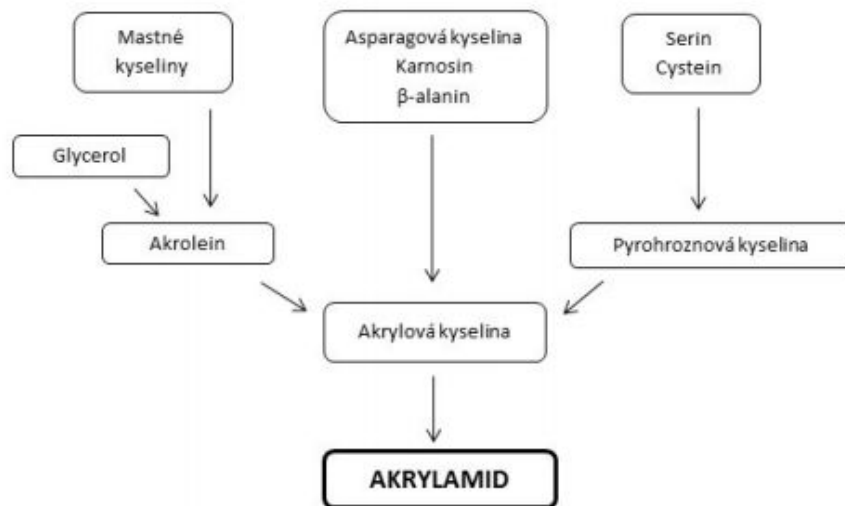 Mastné
kyseliny
Asparagová kyselina
Karnosin
β-alanin
Serin
Cystein
Glycerol
Akrolein
Pyrohroznová kyselina
Akrylová kyselina
AKRYLAMID